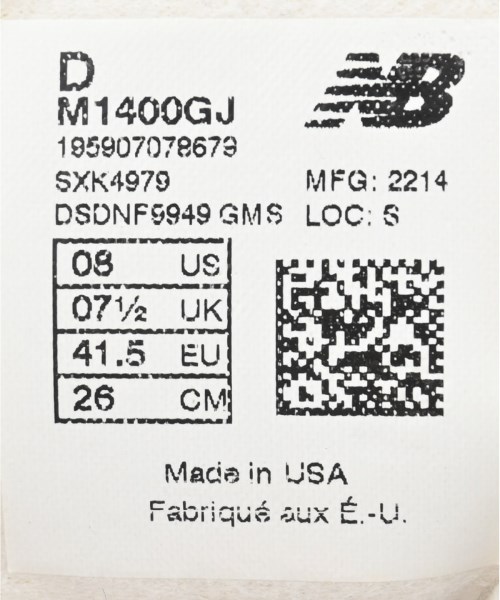 D
M1400GJ
NB
195907078679
SXK4979
MFG: 2214
DSDNF9949 GMS
LOC: S
08 US
07½ UK
41.5 EU
26 CM
Made in USA
Fabriqué aux É.-U.